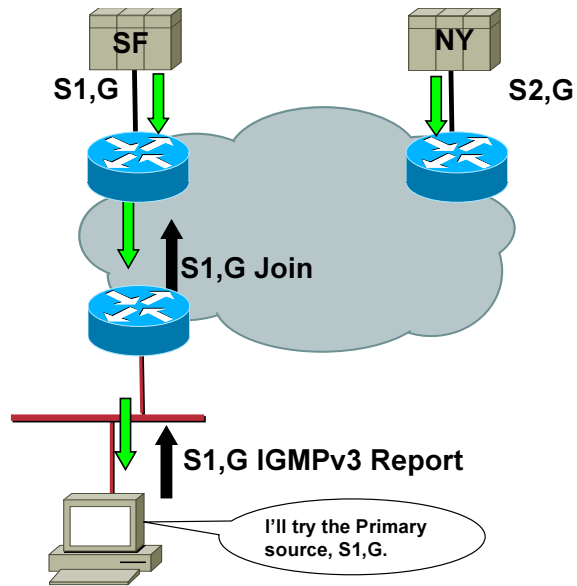 SF
NY
S1,G
S2,G
S1,G Join
S1,G IGMPv3 Report
I'll try the Primary
source, S1,G.